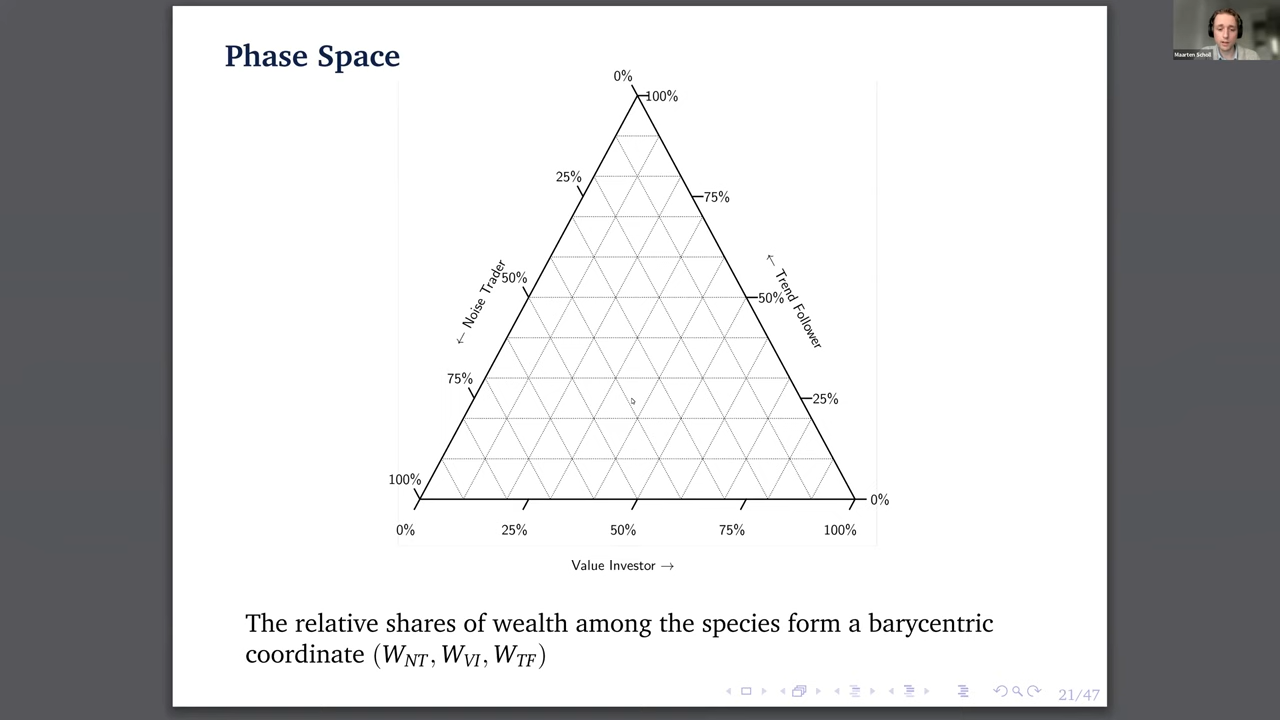 Phase Space
Maarten Scholl
0%
100%
25%
75%
← Noise Trader
50%
← Trend Follower
50%
75%
25%
100%
0%
0%
25%
50%
75%
100%
Value Investor →
The relative shares of wealth among the species form a barycentric
coordinate (W_NT, W_VI, W_TF)
21/47